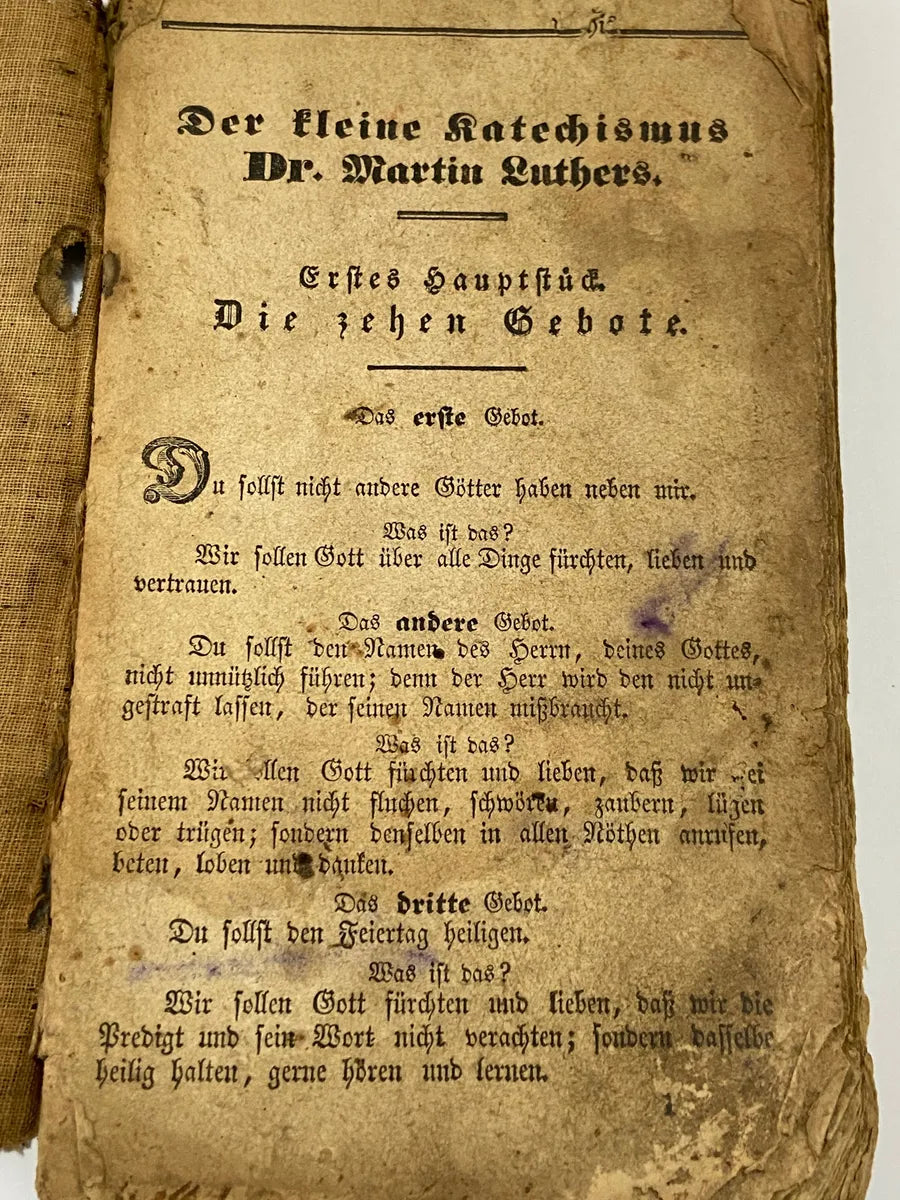 Der kleine Katechismus
Dr. Martin Luthers.
Erstes Hauptstück.
Die zehen Gebote.
Das erste Gebot.
Du sollst nicht andere Götter haben neben mir.
Was ist das?
Wir sollen Gott über alle Dinge fürchten, lieben und
vertrauen.
Das andere Gebot.
Du sollst den Namen des Herrn, deines Gottes,
nicht unnützlich führen; denn der Herr wird den nicht un-
gestraft lassen, der seinen Namen mißbraucht.
Was ist das?
Wir sollen Gott fürchten und lieben, daß wir bei
seinem Namen nicht fluchen, schwören, zaubern, lügen
oder trügen; sondern denselben in allen Nöthen anrufen,
beten, loben und danken.
Das dritte Gebot.
Du sollst den Feiertag heiligen.
Was ist das?
Wir sollen Gott fürchten und lieben, daß wir die
Predigt und sein Wort nicht verachten; sondern dasselbe
heilig halten, gerne hören und lernen.
1